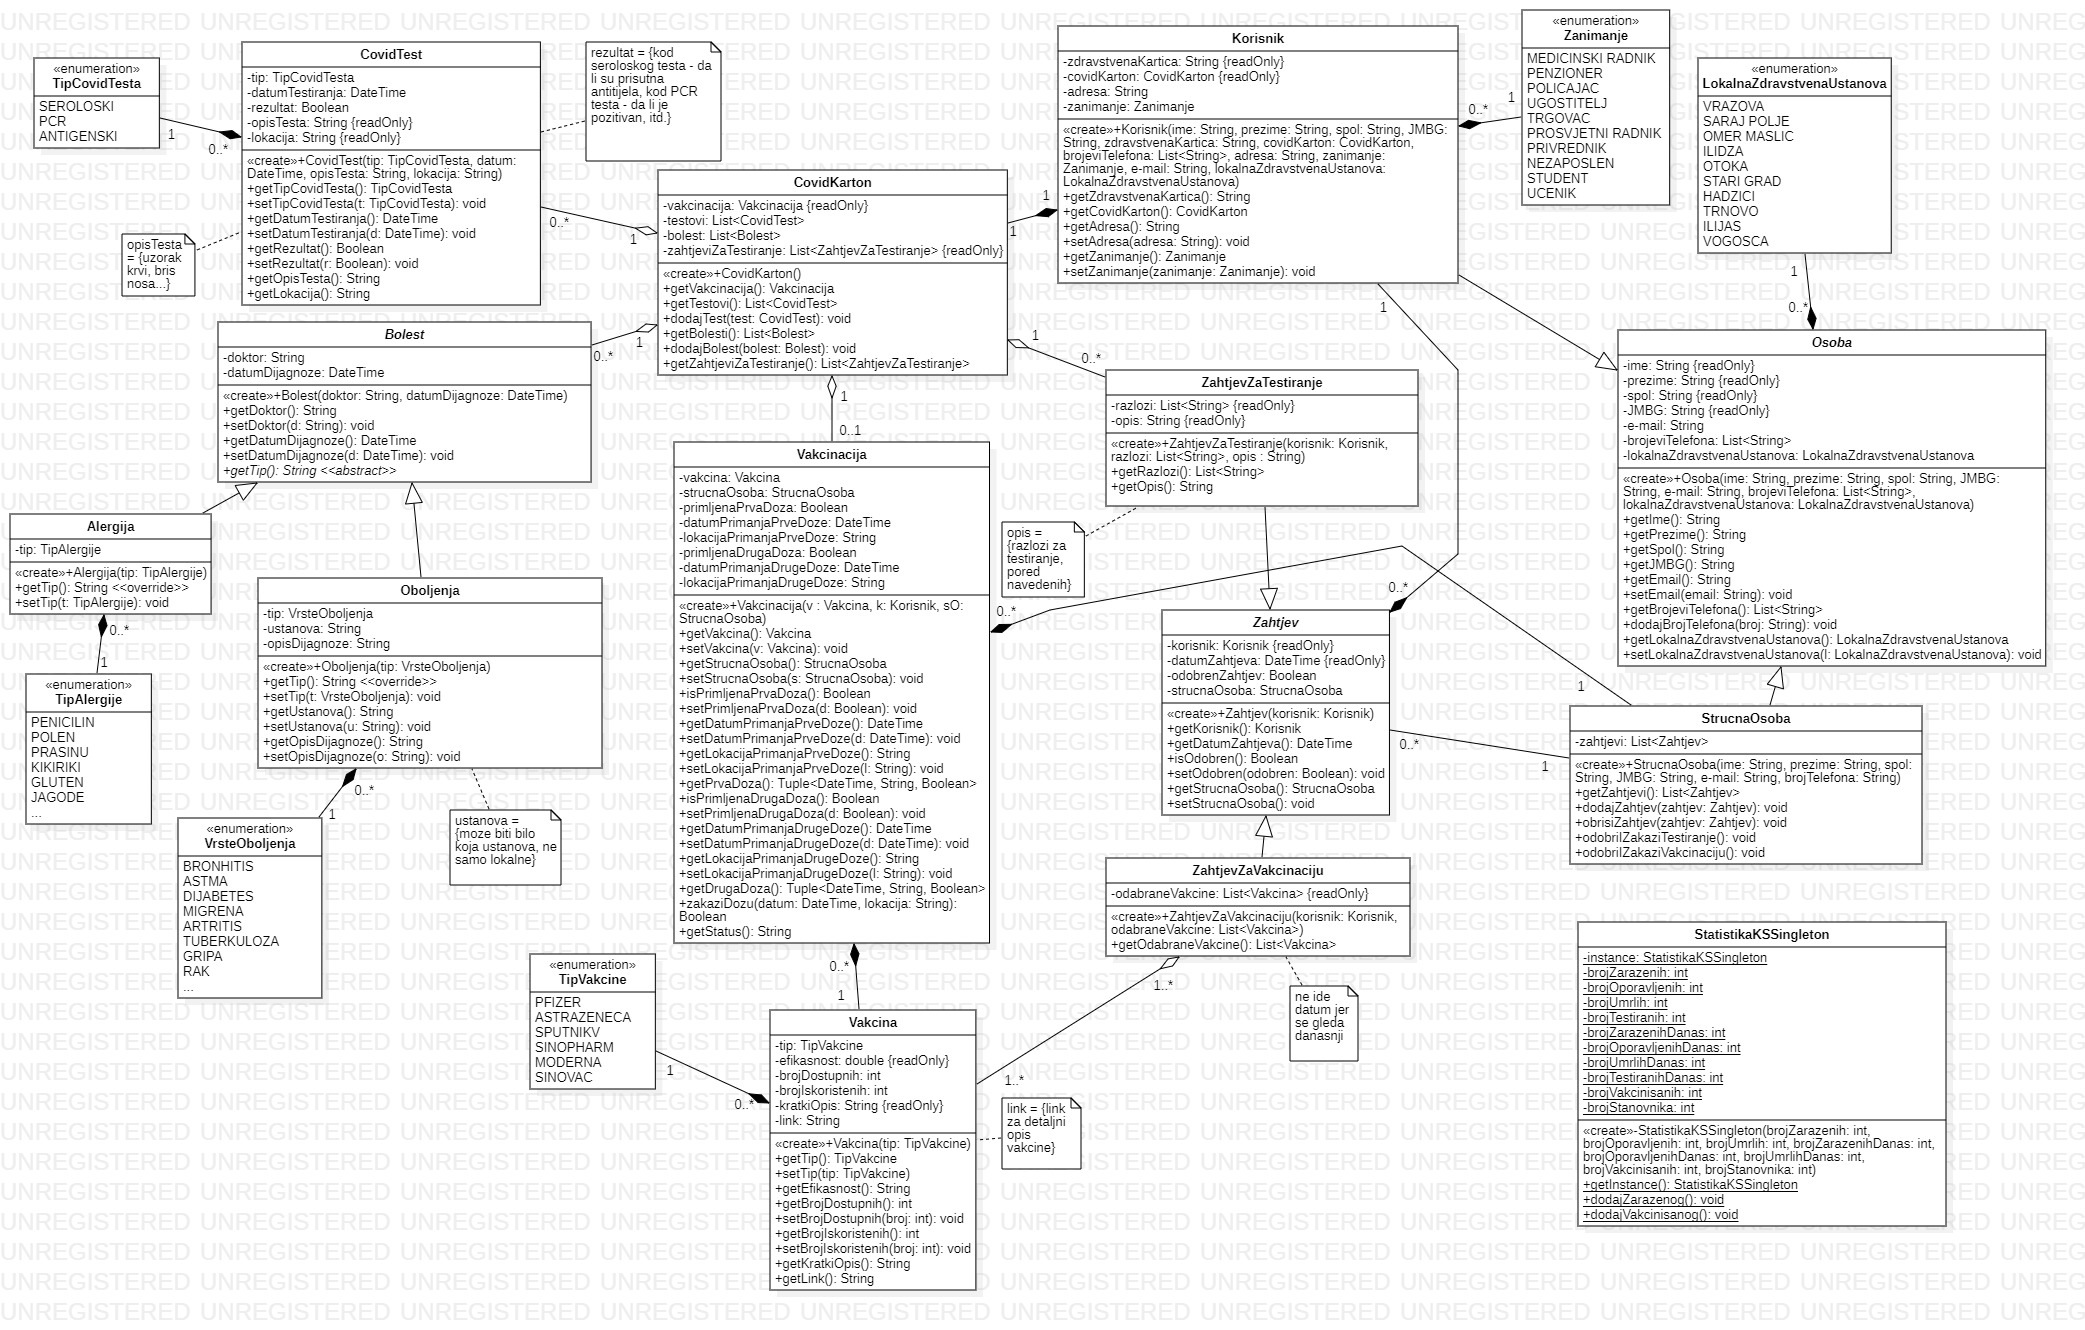 «enumeration»
TipCovidTesta
SEROLOSKI
PCR
ANTIGENSKI
1
0..*
CovidTest
-tip: TipCovidTesta
-datumTestiranja: DateTime
-rezultat: Boolean
-opisTesta: String {readOnly}
-lokacija: String {readOnly}
«create»+CovidTest(tip: TipCovidTesta, datum:
DateTime, opisTesta: String, lokacija: String)
+getTipCovidTesta(): TipCovidTesta
+setTipCovidTesta(t: TipCovidTesta): void
+getDatumTestiranja(): DateTime
+setDatumTestiranja(d: DateTime): void
+getRezultat(): Boolean
+setRezultat(r: Boolean): void
+getOpisTesta(): String
+getLokacija(): String
rezultat = {kod
seroloskog testa - da
li su prisutna
antitijela, kod PCR
testa - da li je
pozitivan, itd.}
opisTesta
= {uzorak
krvi, bris
nosa...}
0..*
1
CovidKarton
-vakcinacija: Vakcinacija {readOnly}
-testovi: List<CovidTest>
-bolest: List<Bolest>
-zahtjeviZaTestiranje: List<ZahtjevZaTestiranje> {readOnly}
«create»+CovidKarton()
+getVakcinacija(): Vakcinacija
+getTestovi(): List<CovidTest>
+dodajTest(test: CovidTest): void
+getBolesti(): List<Bolest>
+dodajBolest(bolest: Bolest): void
+getZahtjeviZaTestiranje(): List<ZahtjevZaTestiranje>
1
1
Korisnik
-zdravstvenaKartica: String {readOnly}
-covidKarton: CovidKarton {readOnly}
-adresa: String
-zanimanje: Zanimanje
«create»+Korisnik(ime: String, prezime: String, spol: String, JMBG:
String, zdravstvenaKartica: String, covidKarton: CovidKarton,
brojeviTelefona: List<String>, adresa: String, zanimanje:
Zanimanje, e-mail: String, lokalnaZdravstvenaUstanova:
LokalnaZdravstvenaUstanova)
+getZdravstvenaKartica(): String
+getCovidKarton(): CovidKarton
+getAdresa(): String
+setAdresa(adresa: String): void
+getZanimanje(): Zanimanje
+setZanimanje(zanimanje: Zanimanje): void
0..*
1
«enumeration»
Zanimanje
MEDICINSKI RADNIK
PENZIONER
POLICAJAC
UGOSTITELJ
TRGOVAC
PROSVJETNI RADNIK
PRIVREDNIK
NEZAPOSLEN
STUDENT
UCENIK
«enumeration»
LokalnaZdravstvenaUstanova
VRAZOVA
SARAJ POLJE
OMER MASLIC
ILIDZA
OTOKA
STARI GRAD
HADZICI
TRNOVO
ILIJAS
VOGOSCA
1
0..*
Osoba
-ime: String {readOnly}
-prezime: String {readOnly}
-spol: String {readOnly}
-JMBG: String {readOnly}
-e-mail: String
-brojeviTelefona: List<String>
-lokalnaZdravstvenaUstanova: LokalnaZdravstvenaUstanova
«create»+Osoba(ime: String, prezime: String, spol: String, JMBG:
String, e-mail: String, brojeviTelefona: List<String>,
lokalnaZdravstvenaUstanova: LokalnaZdravstvenaUstanova)
+getIme(): String
+getPrezime(): String
+getSpol(): String
+getJMBG(): String
+getEmail(): String
+setEmail(email: String): void
+getBrojeviTelefona(): List<String>
+dodajBrojTelefona(broj: String): void
+getLokalnaZdravstvenaUstanova(): LokalnaZdravstvenaUstanova
+setLokalnaZdravstvenaUstanova(l: LokalnaZdravstvenaUstanova): void
Bolest
-doktor: String
-datumDijagnoze: DateTime
«create»+Bolest(doktor: String, datumDijagnoze: DateTime)
+getDoktor(): String
+setDoktor(d: String): void
+getDatumDijagnoze(): DateTime
+setDatumDijagnoze(d: DateTime): void
+getTip(): String <<abstract>>
0..*
1
1
0..1
1
0..*
ZahtjevZaTestiranje
-razlozi: List<String> {readOnly}
-opis: String {readOnly}
«create»+ZahtjevZaTestiranje(korisnik: Korisnik,
razlozi: List<String>, opis : String)
+getRazlozi(): List<String>
+getOpis(): String
opis =
{razlozi za
testiranje,
pored
navedenih}
1
0..*
Alergija
-tip: TipAlergije
«create»+Alergija(tip: TipAlergije)
+getTip(): String <<override>>
+setTip(t: TipAlergije): void
0..*
1
«enumeration»
TipAlergije
PENICILIN
POLEN
PRASINU
KIKIRIKI
GLUTEN
JAGODE
...
Oboljenja
-tip: VrsteOboljenja
-ustanova: String
-opisDijagnoze: String
«create»+Oboljenja(tip: VrsteOboljenja)
+getTip(): String <<override>>
+setTip(t: VrsteOboljenja): void
+getUstanova(): String
+setUstanova(u: String): void
+getOpisDijagnoze(): String
+setOpisDijagnoze(o: String): void
0..*
1
«enumeration»
VrsteOboljenja
BRONHITIS
ASTMA
DIJABETES
MIGRENA
ARTRITIS
TUBERKULOZA
GRIPA
RAK
...
ustanova =
{moze biti bilo
koja ustanova, ne
samo lokalne}
Vakcinacija
-vakcina: Vakcina
-strucnaOsoba: StrucnaOsoba
-primljenaPrvaDoza: Boolean
-datumPrimanjaPrveDoze: DateTime
-lokacijaPrimanjaPrveDoze: String
-primljenaDrugaDoza: Boolean
-datumPrimanjaDrugeDoze: DateTime
-lokacijaPrimanjaDrugeDoze: String
«create»+Vakcinacija(v : Vakcina, k: Korisnik, sO:
StrucnaOsoba)
+getVakcina(): Vakcina
+setVakcina(v: Vakcina): void
+getStrucnaOsoba(): StrucnaOsoba
+setStrucnaOsoba(s: StrucnaOsoba): void
+isPrimljenaPrvaDoza(): Boolean
+setPrimljenaPrvaDoza(d: Boolean): void
+getDatumPrimanjaPrveDoze(): DateTime
+setDatumPrimanjaPrveDoze(d: DateTime): void
+getLokacijaPrimanjaPrveDoze(): String
+setLokacijaPrimanjaPrveDoze(l: String): void
+getPrvaDoza(): Tuple<DateTime, String, Boolean>
+isPrimljenaDrugaDoza(): Boolean
+setPrimljenaDrugaDoza(d: Boolean): void
+getDatumPrimanjaDrugeDoze(): DateTime
+setDatumPrimanjaDrugeDoze(d: DateTime): void
+getLokacijaPrimanjaDrugeDoze(): String
+setLokacijaPrimanjaDrugeDoze(l: String): void
+getDrugaDoza(): Tuple<DateTime, String, Boolean>
+zakaziDozu(datum: DateTime, lokacija: String):
Boolean
+getStatus(): String
0..*
1
0..*
1
Zahtjev
-korisnik: Korisnik {readOnly}
-datumZahtjeva: DateTime {readOnly}
-odobrenZahtjev: Boolean
-strucnaOsoba: StrucnaOsoba
«create»+Zahtjev(korisnik: Korisnik)
+getKorisnik(): Korisnik
+getDatumZahtjeva(): DateTime
+isOdobren(): Boolean
+setOdobren(odobren: Boolean): void
+getStrucnaOsoba(): StrucnaOsoba
+setStrucnaOsoba(): void
0..*
1
StrucnaOsoba
-zahtjevi: List<Zahtjev>
«create»+StrucnaOsoba(ime: String, prezime: String, spol:
String, JMBG: String, e-mail: String, brojTelefona: String)
+getZahtjevi(): List<Zahtjev>
+dodajZahtjev(zahtjev: Zahtjev): void
+obrisiZahtjev(zahtjev: Zahtjev): void
+odobrilZakaziTestiranje(): void
+odobrilZakaziVakcinaciju(): void
ZahtjevZaVakcinaciju
-odabraneVakcine: List<Vakcina> {readOnly}
«create»+ZahtjevZaVakcinaciju(korisnik: Korisnik,
odabraneVakcine: List<Vakcina>)
+getOdabraneVakcine(): List<Vakcina>
1..*
1..*
ne ide
datum jer
se gleda
danasnji
«enumeration»
TipVakcine
PFIZER
ASTRAZENECA
SPUTNIKV
SINOPHARM
MODERNA
SINOVAC
1
0..*
Vakcina
-tip: TipVakcine
-efikasnost: double {readOnly}
-brojDostupnih: int
-brojIskoristenih: int
-kratkiOpis: String {readOnly}
-link: String
«create»+Vakcina(tip: TipVakcine)
+getTip(): TipVakcine
+setTip(tip: TipVakcine)
+getEfikasnost(): String
+getBrojDostupnih(): int
+setBrojDostupnih(broj: int): void
+getBrojIskoristenih(): int
+setBrojIskoristenih(broj: int): void
+getKratkiOpis(): String
+getLink(): String
link = {link
za detaljni
opis
vakcine}
StatistikaKSSingleton
-instance: StatistikaKSSingleton
-brojZarazenih: int
-brojOporavljenih: int
-brojUmrlih: int
-brojTestiranih: int
-brojZarazenihDanas: int
-brojOporavljenihDanas: int
-brojUmrlihDanas: int
-brojTestiranihDanas: int
-brojVakcinisanih: int
-brojStanovnika: int
«create»-StatistikaKSSingleton(brojZarazenih: int,
brojOporavljenih: int, brojUmrlih: int, brojZarazenihDanas: int,
brojOporavljenihDanas: int, brojUmrlihDanas: int,
brojVakcinisanih: int, brojStanovnika: int)
+getInstance(): StatistikaKSSingleton
+dodajZarazenog(): void
+dodajVakcinisanog(): void
UNREGISTERED